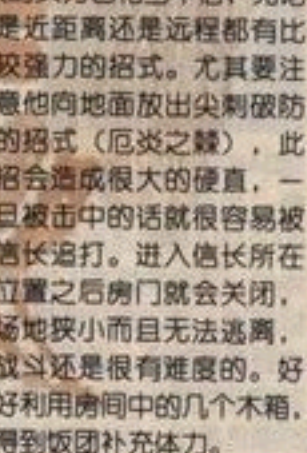 是近距离还是远程都有比
较强力的招式。尤其要注
意他向地面放出尖刺破防
的招式（厄炎之棘），此
招会造成很大的硬直，一
旦被击中的话就很容易被
信长追打。进入信长所在
位置之后房门就会关闭，
场地狭小而且无法逃离，
战斗还是很有难度的。好
好利用房间中的几个木箱，
得到饭团补充体力。